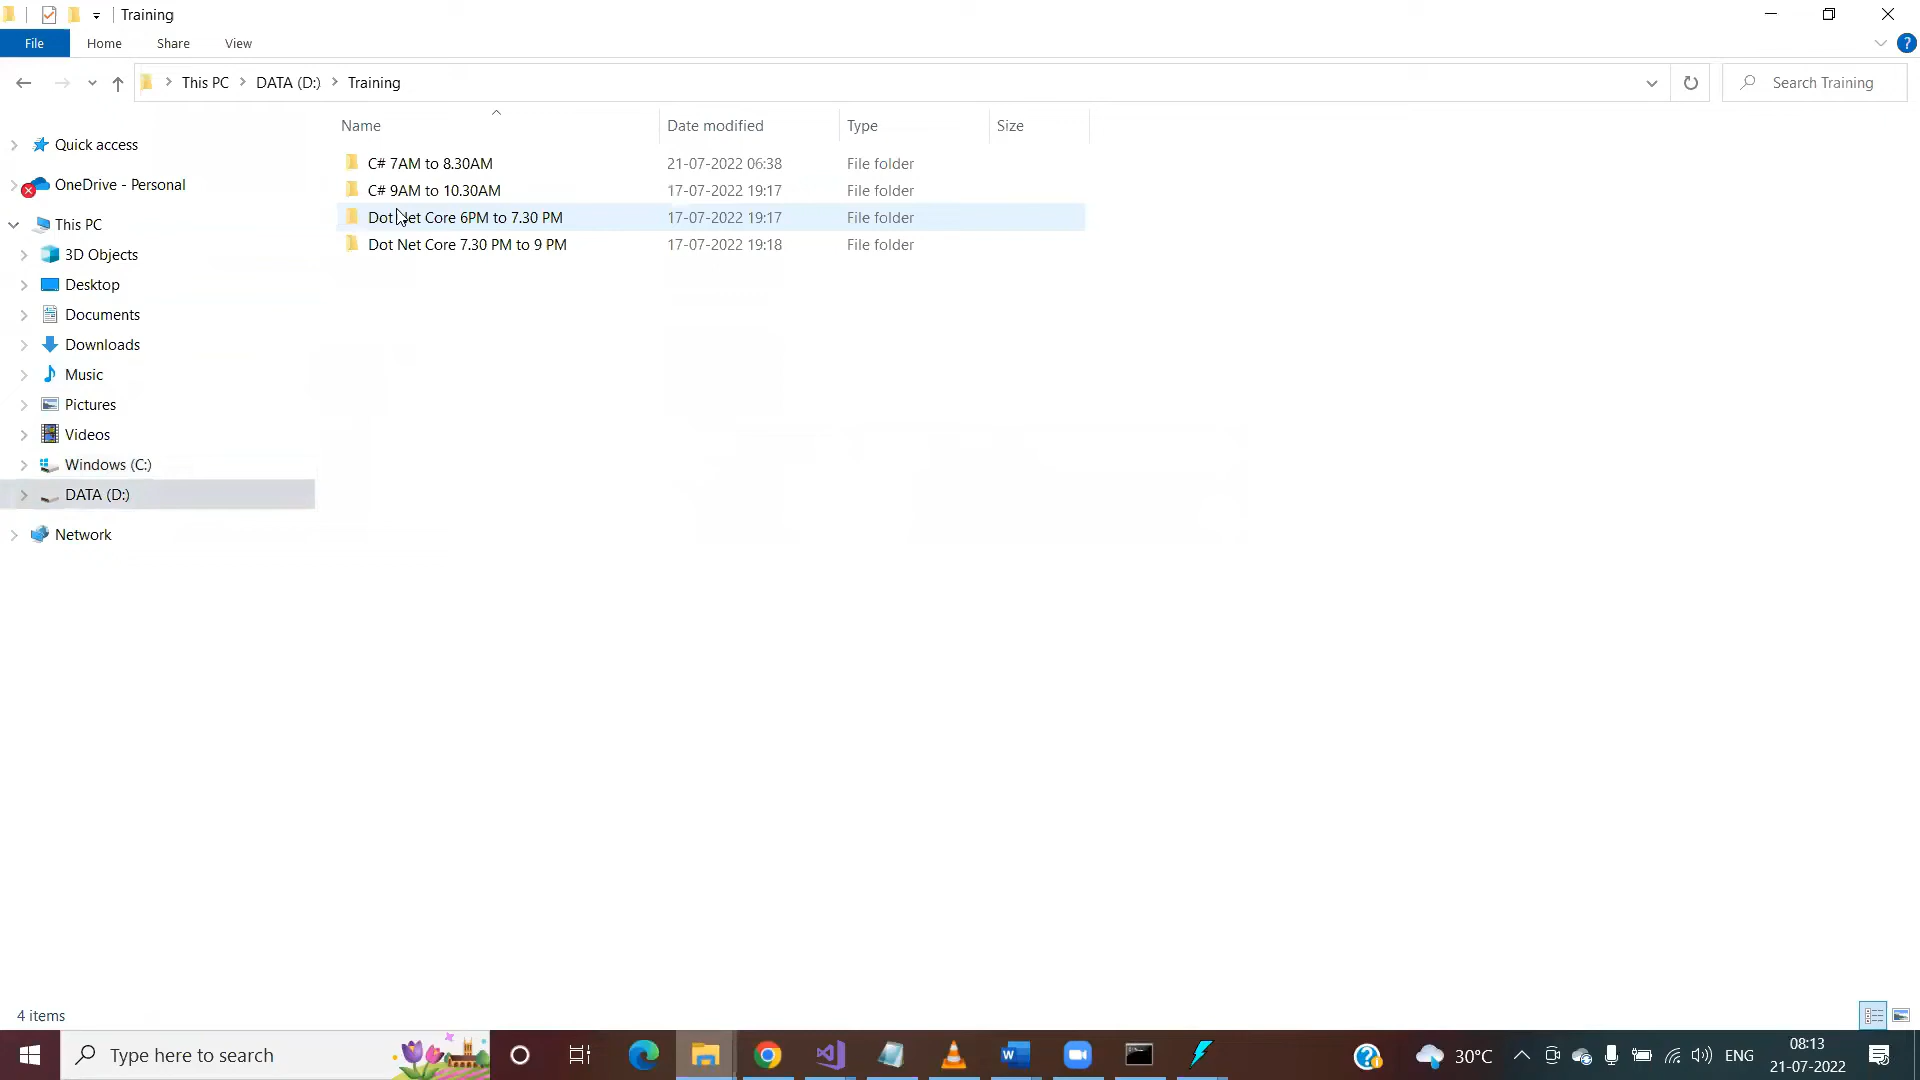 Training
File Home Share View
This PC DATA (D:) Training
Search Training
Name Date modified Type Size
Quick access
OneDrive - Personal
This PC
3D Objects
Desktop
Documents
Downloads
Music
Pictures
Videos
Windows (C:)
DATA (D:)
Network
C# 7AM to 8.30AM 21-07-2022 06:38 File folder
C# 9AM to 10.30AM 17-07-2022 19:17 File folder
Dot Net Core 6PM to 7.30 PM 17-07-2022 19:17 File folder
Dot Net Core 7.30 PM to 9 PM 17-07-2022 19:18 File folder
4 items
Type here to search
30°C
ENG
08:13
21-07-2022